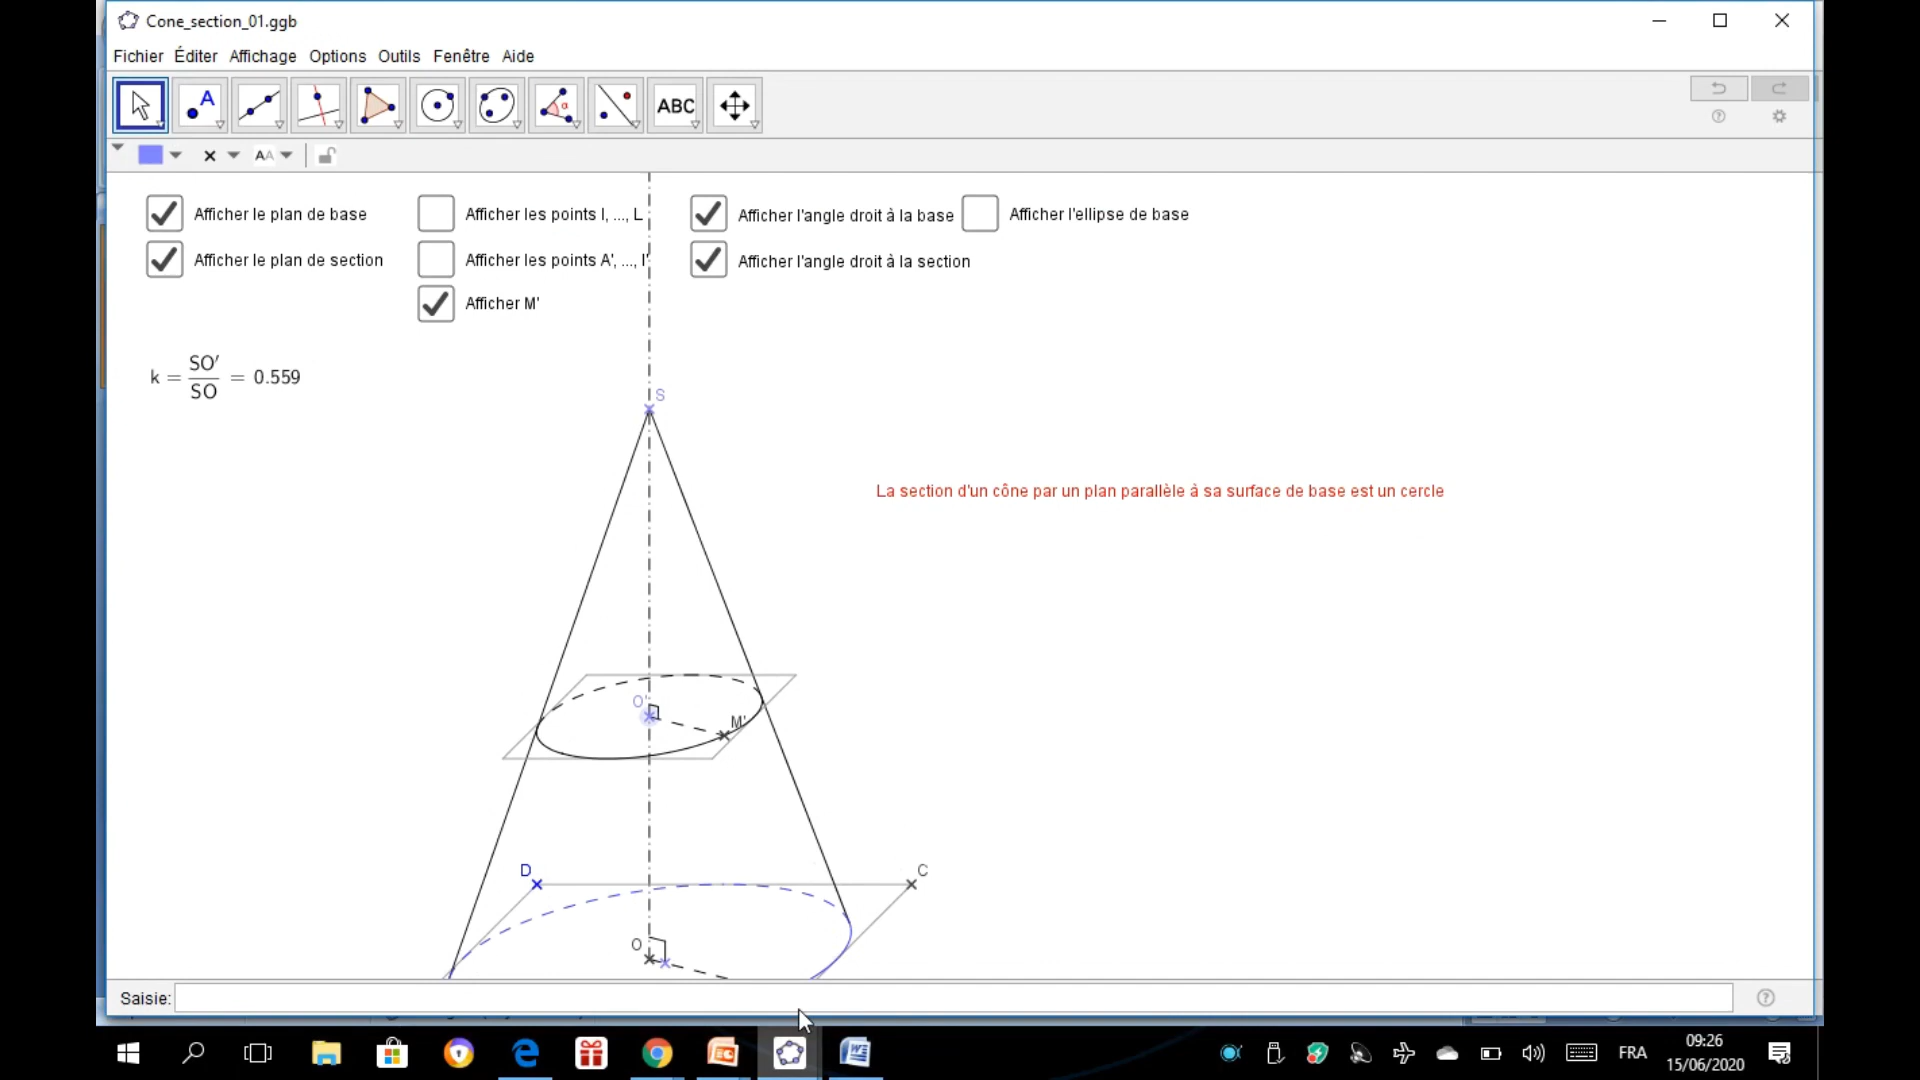 Cone_section_01.ggb
Fichier Éditer Affichage Options Outils Fenêtre Aide
A
α
ABC
AA
Afficher le plan de base
Afficher les points I, ..., L
Afficher l'angle droit à la base
Afficher l'ellipse de base
Afficher le plan de section
Afficher les points A', ..., I'
Afficher l'angle droit à la section
Afficher M'
k = SO′/SO = 0.559
S
La section d'un cône par un plan parallèle à sa surface de base est un cercle
O'
M'
D
C
O
Saisie:
FRA
09:26
15/06/2020